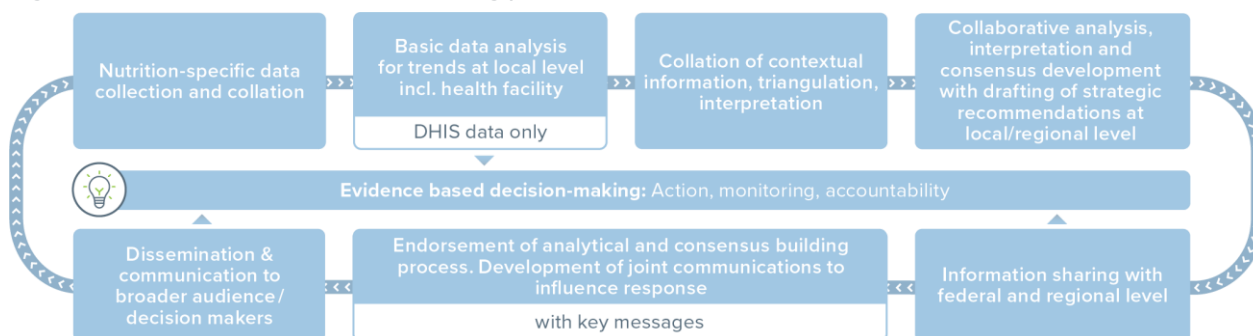 Nutrition-specific data
collection and collation
Basic data analysis
for trends at local level
incl. health facility
DHIS data only
Collation of contextual
information, triangulation,
interpretation
Collaborative analysis,
interpretation and
consensus development
with drafting of strategic
recommendations at
local/regional level
Evidence based decision-making: Action, monitoring, accountability
Dissemination &
communication to
broader audience/
decision makers
Endorsement of analytical and consensus building
process. Development of joint communications to
influence response
with key messages
Information sharing with
federal and regional level